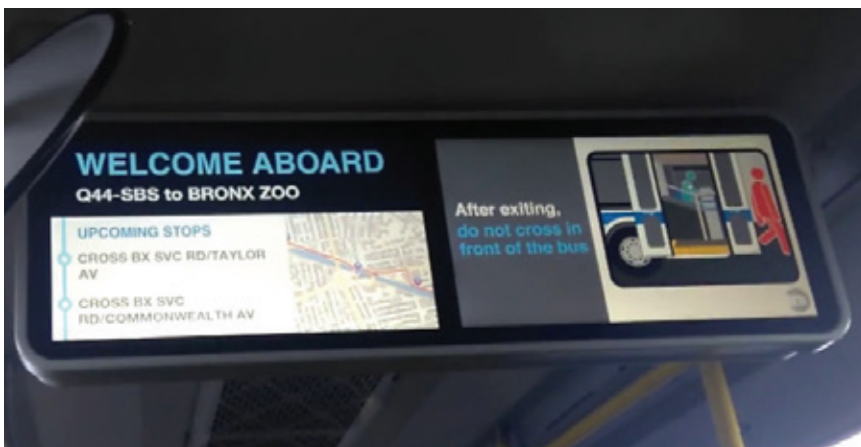 WELCOME ABOARD
Q44-SBS to BRONX ZOO
UPCOMING STOPS
CROSS BX SVC RD/TAYLOR
AV
CROSS BX SVC
RD/COMMONWEALTH AV
After exiting,
do not cross in
front of the bus